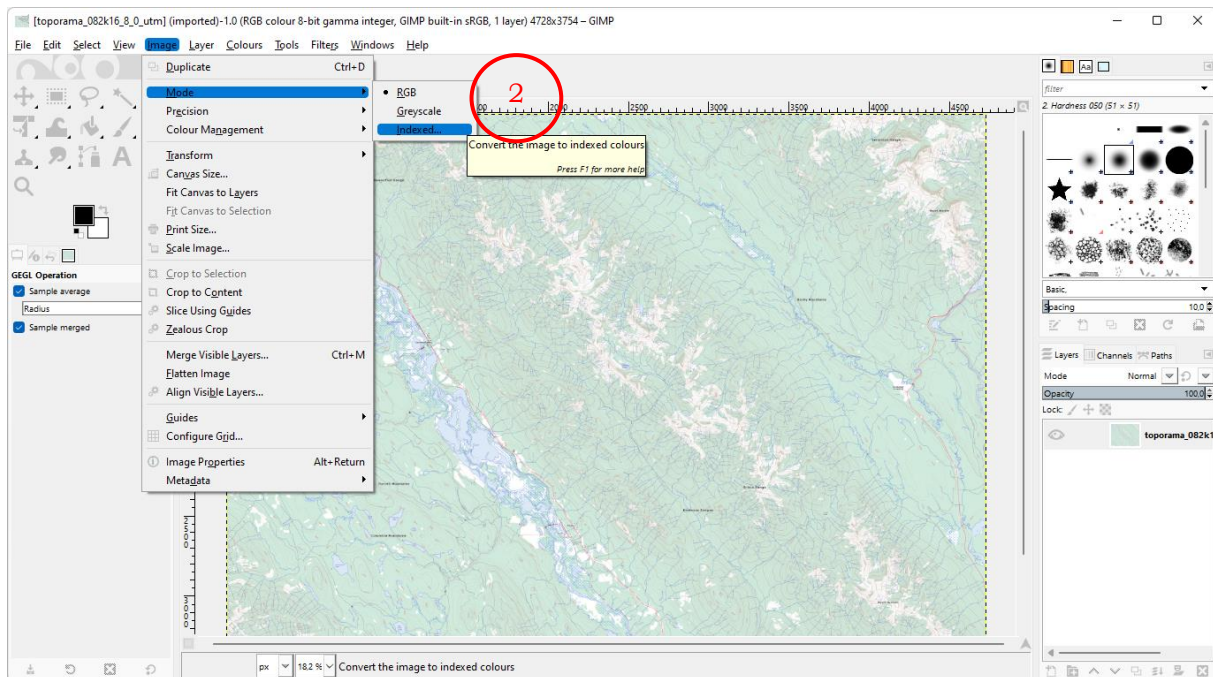 [toporama_082k16_8_0_utm] (imported)-1.0 (RGB colour 8-bit gamma integer, GIMP built-in sRGB, 1 layer) 4728x3754 – GIMP
File Edit Select View Image Layer Colours Tools Filters Windows Help
Duplicate Ctrl+D
Mode
Precision
Colour Management
Transform
Canvas Size...
Fit Canvas to Layers
Fit Canvas to Selection
Print Size...
Scale Image...
Crop to Selection
Crop to Content
Slice Using Guides
Zealous Crop
Merge Visible Layers... Ctrl+M
Flatten Image
Align Visible Layers...
Guides
Configure Grid...
Image Properties Alt+Return
Metadata
RGB
Greyscale
Indexed...
2
Convert the image to indexed colours
Press F1 for more help
2000 2500 3000 3500 4000 4500
2500
3000
GEGL Operation
Sample average
Radius
Sample merged
px 18.2 % Convert the image to indexed colours
Aa
filter
2. Hardness 050 (51 × 51)
Basic,
Spacing 10.0
Layers Channels Paths
Mode Normal
Opacity 100.0
Lock:
toporama_082k1